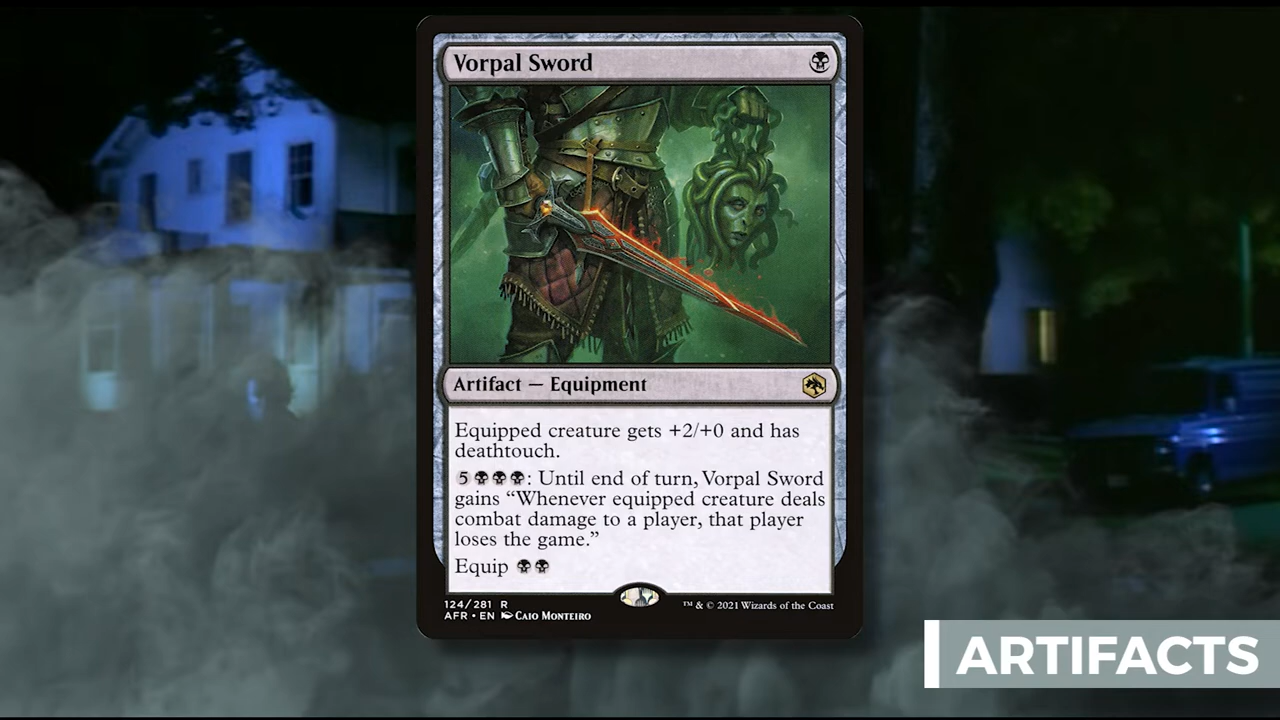 Vorpal Sword
Artifact — Equipment
Equipped creature gets +2/+0 and has
deathtouch.
5: Until end of turn, Vorpal Sword
gains “Whenever equipped creature deals
combat damage to a player, that player
loses the game.”
Equip
124/281 R
AFR • EN Caio Monteiro
™ & © 2021 Wizards of the Coast
ARTIFACTS